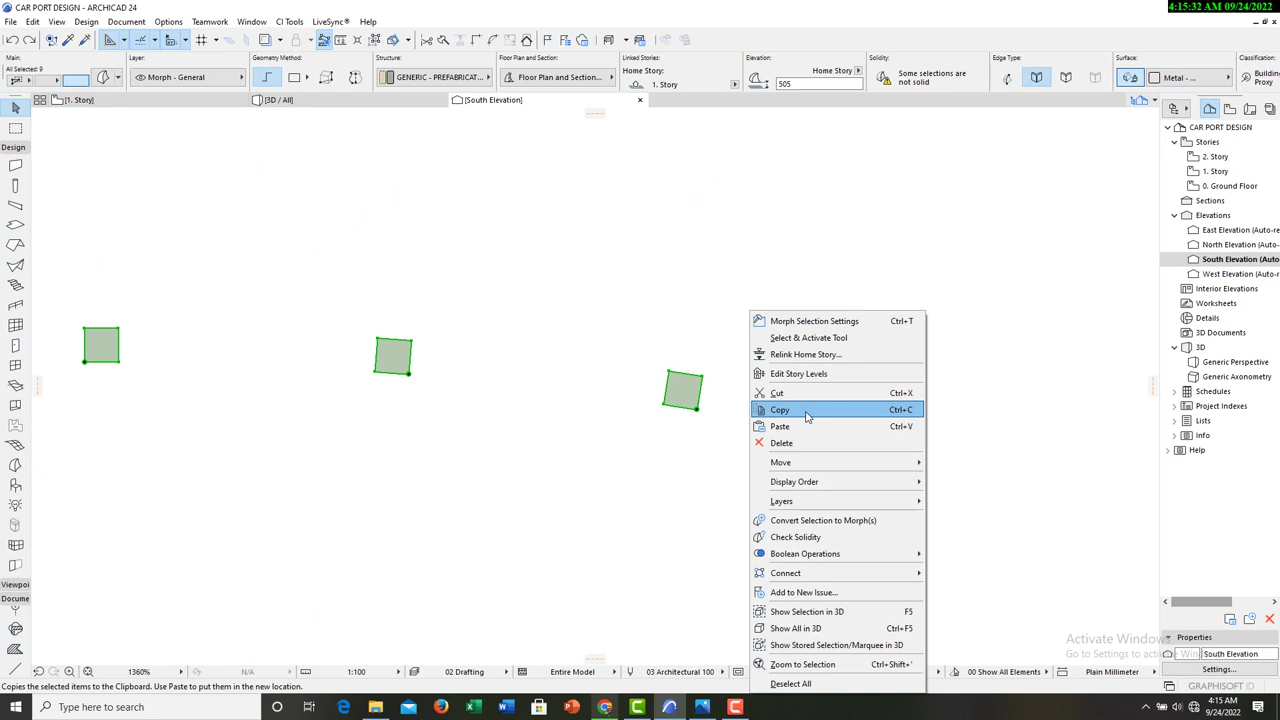 CAR PORT DESIGN - ARCHICAD 24
4:15:32 AM 09/24/2022
File Edit View Design Document Options Teamwork Window CI Tools LiveSync® Help
Main:
All Selected: 9
Layer:
Morph - General
Geometry Method:
Structure:
GENERIC - PREFABRICAT...
Floor Plan and Section:
Floor Plan and Section...
Linked Stories:
Home Story:
1. Story
Elevation:
Home Story
505
Solidity:
Some selections are
not solid
Edge Type:
Surface:
Metal - ...
Classification:
Building
Proxy
[1. Story]
[3D / All]
[South Elevation]
Design
Viewpoi
Docume
Morph Selection Settings Ctrl+T
Select & Activate Tool
Relink Home Story...
Edit Story Levels
Cut Ctrl+X
Copy Ctrl+C
Paste Ctrl+V
Delete
Move
Display Order
Layers
Convert Selection to Morph(s)
Check Solidity
Boolean Operations
Connect
Add to New Issue...
Show Selection in 3D F5
Show All in 3D Ctrl+F5
Show Stored Selection/Marquee in 3D
Zoom to Selection Ctrl+Shift+'
Deselect All
CAR PORT DESIGN
Stories
2. Story
1. Story
0. Ground Floor
Sections
Elevations
East Elevation (Auto-re
North Elevation (Auto-
South Elevation (Auto
West Elevation (Auto-r
Interior Elevations
Worksheets
Details
3D Documents
3D
Generic Perspective
Generic Axonometry
Schedules
Project Indexes
Lists
Info
Help
Activate Windows
Go to Settings to activate Win
Properties
South Elevation
Settings...
GRAPHISOFT
1360% N/A 1:100 02 Drafting Entire Model 03 Architectural 100 00 Show All Elements Plain Millimeter
Copies the selected items to the Clipboard. Use Paste to put them in the new location.
Type here to search
4:15 AM
9/24/2022